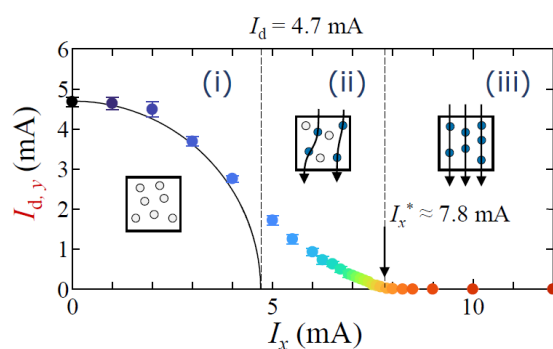 I_d = 4.7 mA
(i) (ii) (iii)
I_x^* ≈ 7.8 mA
I_{d, y} (mA)
6
5
4
3
2
1
0
0 5 10
I_x (mA)